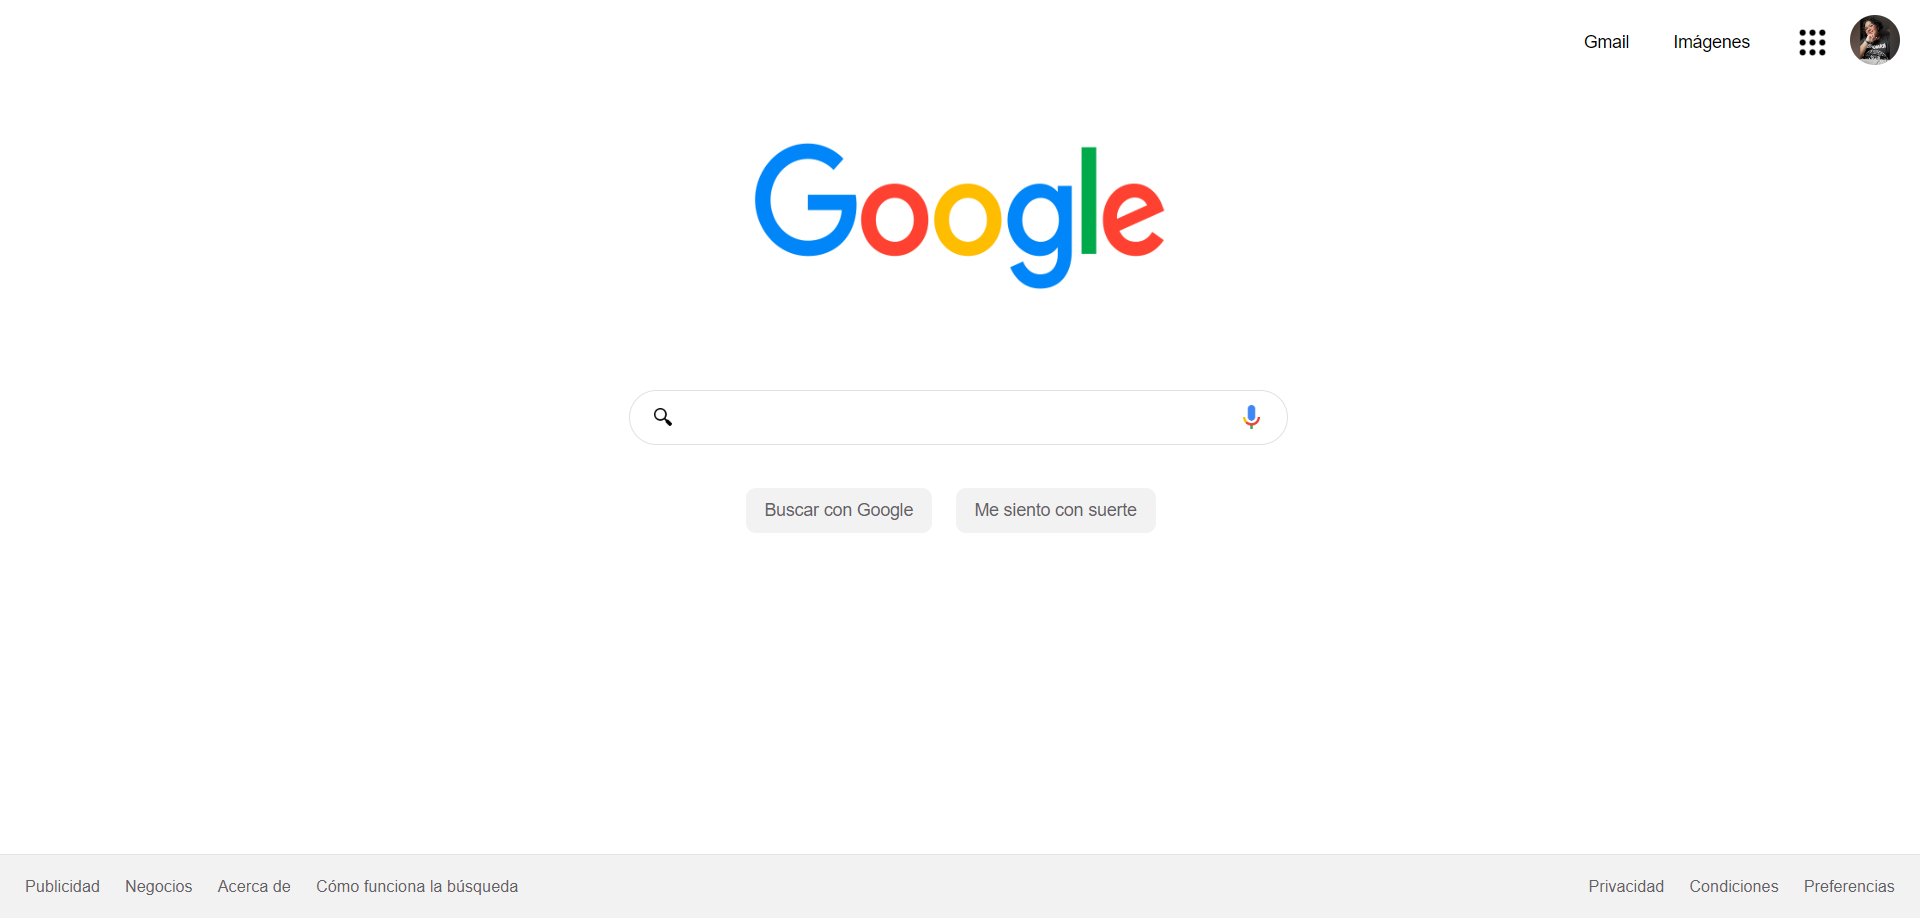 Gmail Imágenes
Google
Buscar con Google Me siento con suerte
Publicidad Negocios Acerca de Cómo funciona la búsqueda Privacidad Condiciones Preferencias